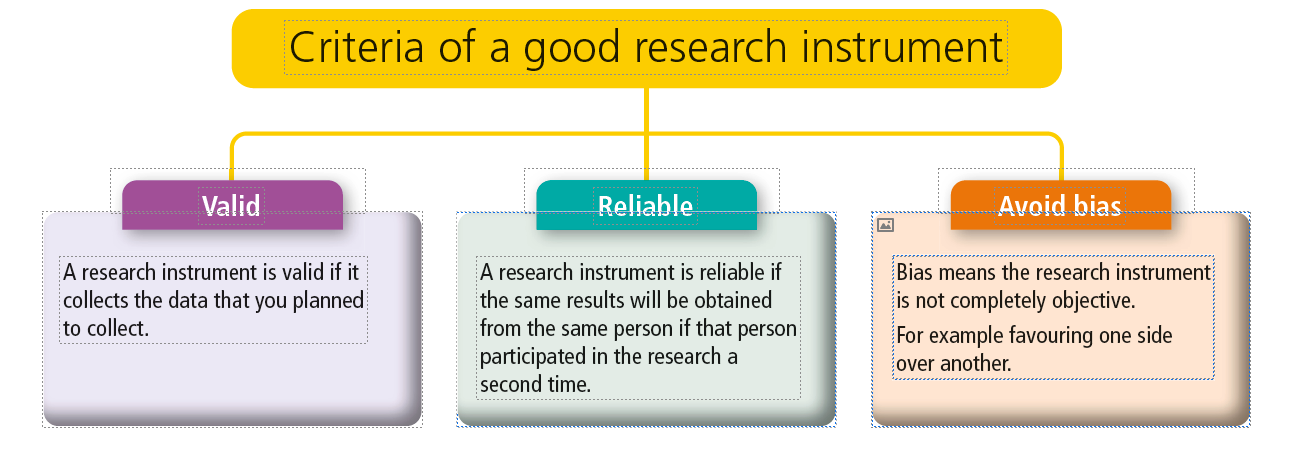 Criteria of a good research instrument
Valid
A research instrument is valid if it
collects the data that you planned
to collect.
Reliable
A research instrument is reliable if
the same results will be obtained
from the same person if that person
participated in the research a
second time.
Avoid bias
Bias means the research instrument
is not completely objective.
For example favouring one side
over another.